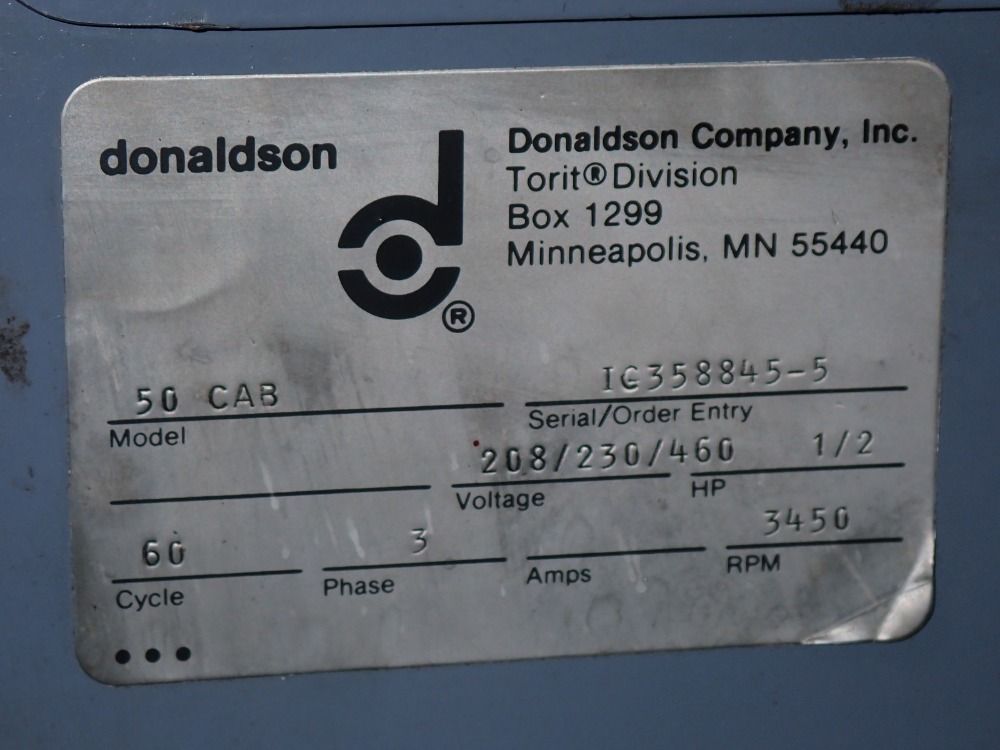 donaldson
Donaldson Company, Inc.
Torit® Division
Box 1299
Minneapolis, MN 55440
d
®
50 CAB
IG358845-5
Model
Serial/Order Entry
208/230/460
1/2
Voltage
HP
60
3
3450
Cycle
Phase
Amps
RPM